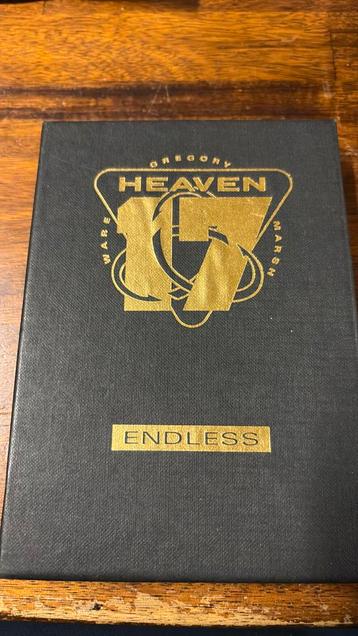 GREGORY
HEAVEN
WARE
17
MARSH
ENDLESS